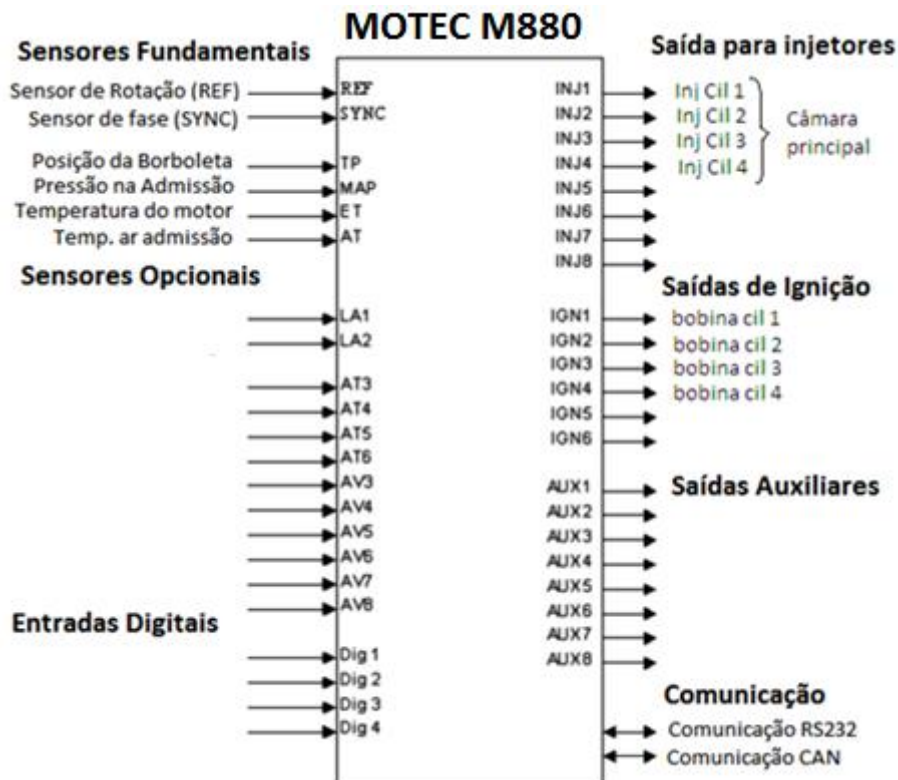 MOTEC M880
Sensores Fundamentais
Sensor de Rotação (REF)
Sensor de fase (SYNC)
Posição da Borboleta
Pressão na Admissão
Temperatura do motor
Temp. ar admissão
Sensores Opcionais
Entradas Digitais
REF
SYNC
TP
MAP
ET
AT
LA1
LA2
AT3
AT4
AT5
AT6
AV3
AV4
AV5
AV6
AV7
AV8
Dig 1
Dig 2
Dig 3
Dig 4
INJ1
INJ2
INJ3
INJ4
INJ5
INJ6
INJ7
INJ8
IGN1
IGN2
IGN3
IGN4
IGN5
IGN6
AUX1
AUX2
AUX3
AUX4
AUX5
AUX6
AUX7
AUX8
Saída para injetores
Inj Cil 1
Inj Cil 2
Inj Cil 3
Inj Cil 4
Câmara
principal
Saídas de Ignição
bobina cil 1
bobina cil 2
bobina cil 3
bobina cil 4
Saídas Auxiliares
Comunicação
Comunicação RS232
Comunicação CAN